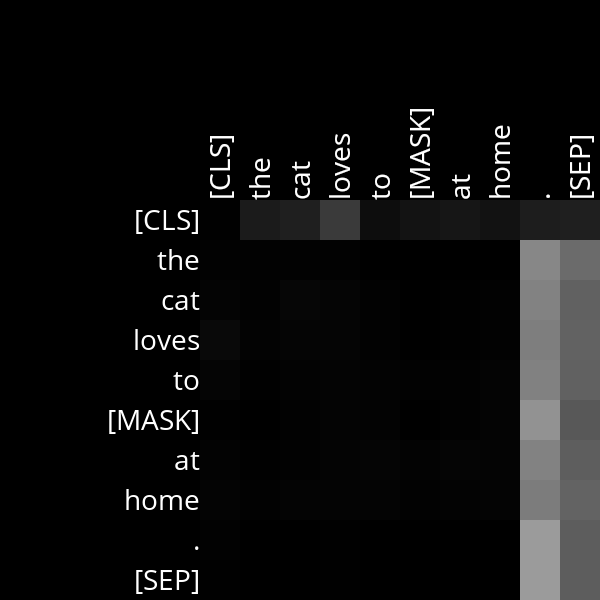 [CLS] the cat loves to [MASK] at home . [SEP]
[CLS]
the
cat
loves
to
[MASK]
at
home
.
[SEP]